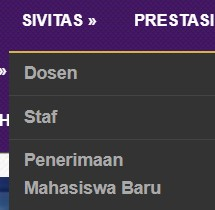 SIVITAS » PRESTASI
»
Dosen
H
Staf
Penerimaan
Mahasiswa Baru